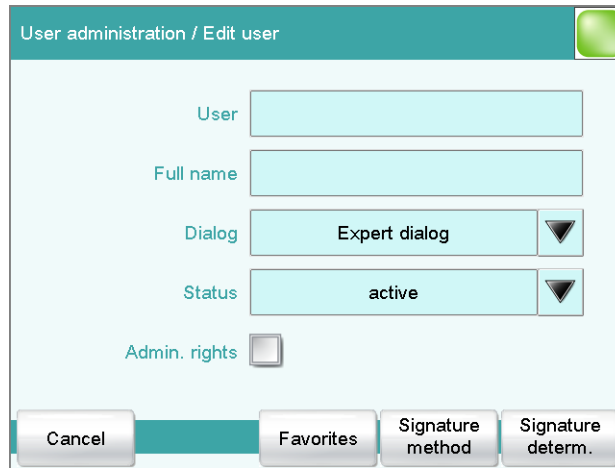 User administration / Edit user
User
Full name
Dialog Expert dialog
Status active
Admin. rights
Cancel Favorites Signature method Signature determ.